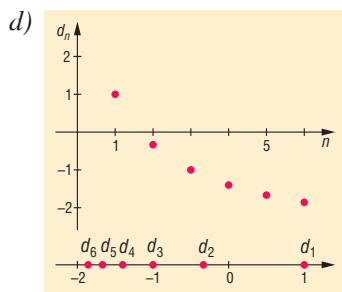 d)
dₙ
2
1
1 5 n
–1
–2
d₆ d₅ d₄ d₃ d₂ d₁
–2 –1 0 1